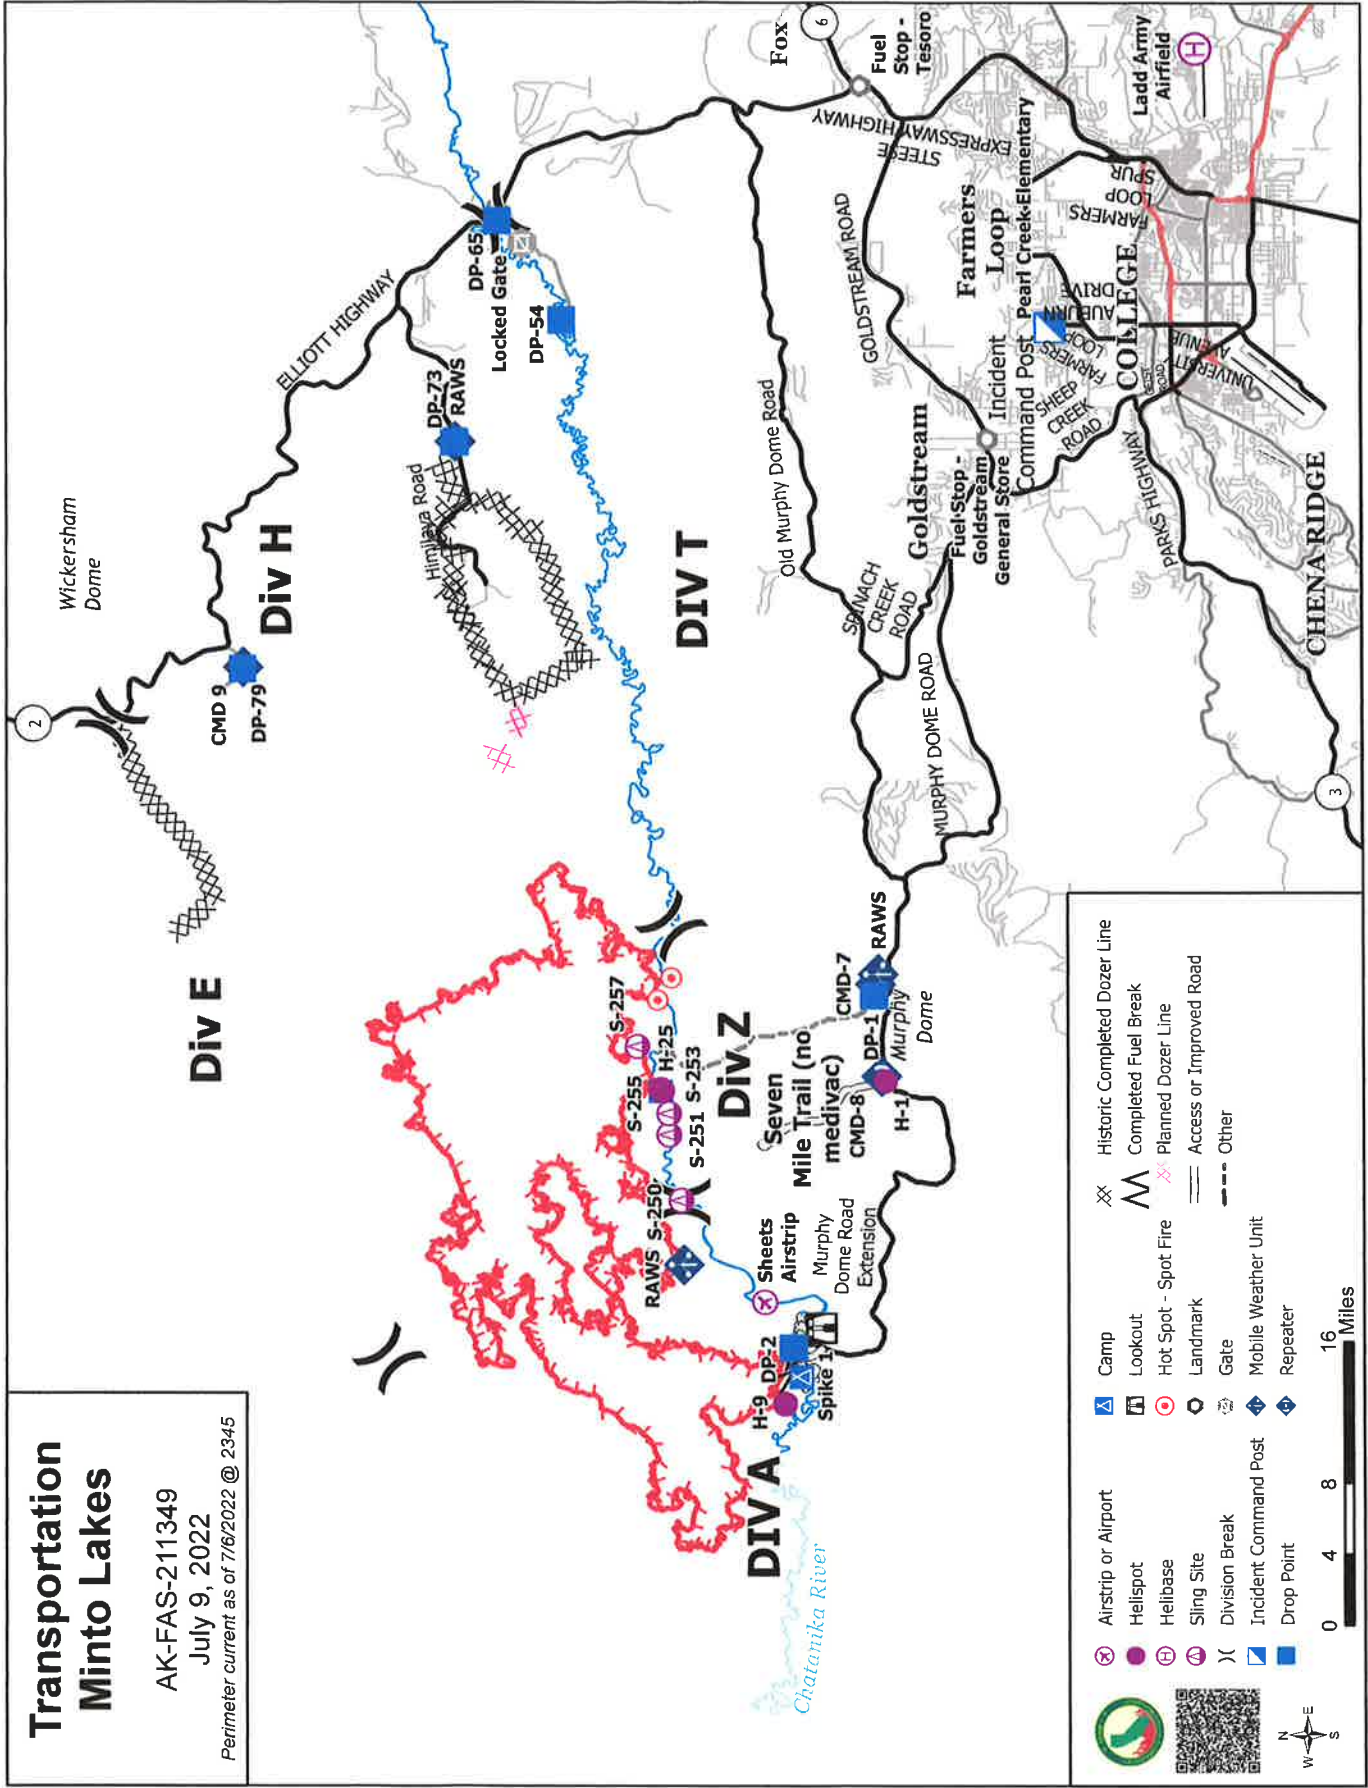 Transportation
Minto Lakes
AK-FAS-211349
July 9, 2022
Perimeter current as of 7/6/2022 @ 2345
2
Wickersham
Dome
CMD 9
DP-79
Div H
Div E
ELLIOTT HIGHWAY
Himilaya Road
DP-73
RAWS
DP-65
Locked Gate
DP-54
DIV T
S-257
H-25
S-255
S-253
S-251
S-250
RAWS
Div Z
Seven
Mile Trail (no
medivac)
CMD-7
RAWS
DP-1
Murphy
Dome
CMD-8
H-1
Sheets
Airstrip
Murphy
Dome Road
Extension
H-9
DP-2
Spike 1
DIV A
Chatanika River
Old Murphy Dome Road
SPINACH
CREEK
ROAD
MURPHY DOME ROAD
GOLDSTREAM ROAD
Goldstream
Fuel Stop -
Goldstream
General Store
Fox
6
Fuel
Stop -
Tesoro
STEESE
EXPRESSWAY
HIGHWAY
Farmers
Loop
Incident
Command Post
Pearl Creek Elementary
FARMERS
LOOP
SPUR
AUBURN
DRIVE
FARMERS
LOOP
SHEEP
CREEK
ROAD
COLLEGE
ROAD
UNIVERSITY
AVENUE
PARKS HIGHWAY
CHENA RIDGE
3
Ladd Army
Airfield
N
W
E
S
Airstrip or Airport
Helispot
Helibase
Sling Site
Division Break
Incident Command Post
Drop Point
Camp
Lookout
Hot Spot - Spot Fire
Landmark
Gate
Mobile Weather Unit
Repeater
Historic Completed Dozer Line
Completed Fuel Break
Planned Dozer Line
Access or Improved Road
Other
0
4
8
16
Miles